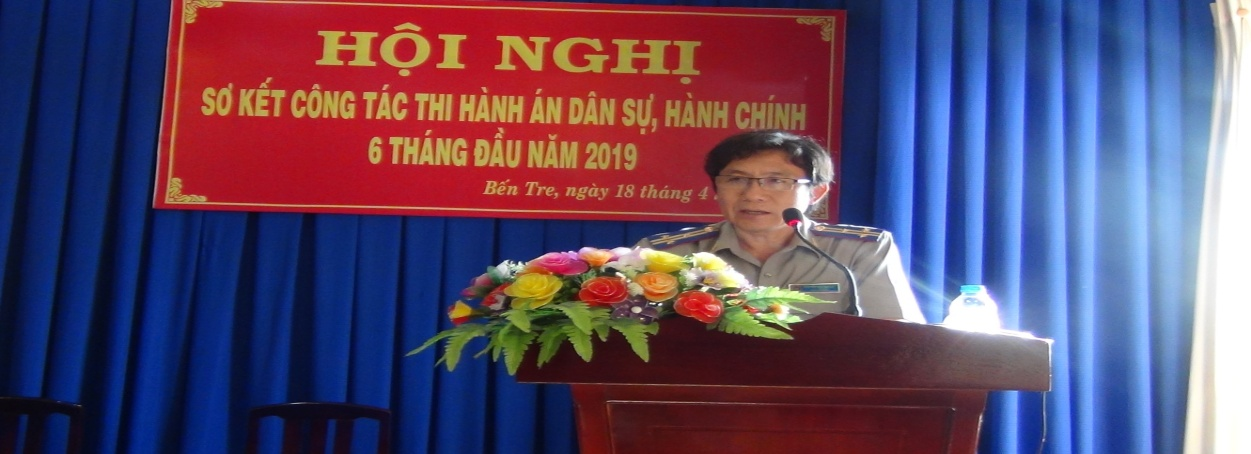 HỘI NGHỊ
SƠ KẾT CÔNG TÁC THI HÀNH ÁN DÂN SỰ, HÀNH CHÍNH
6 THÁNG ĐẦU NĂM 2019
Bến Tre, ngày 18 tháng 4